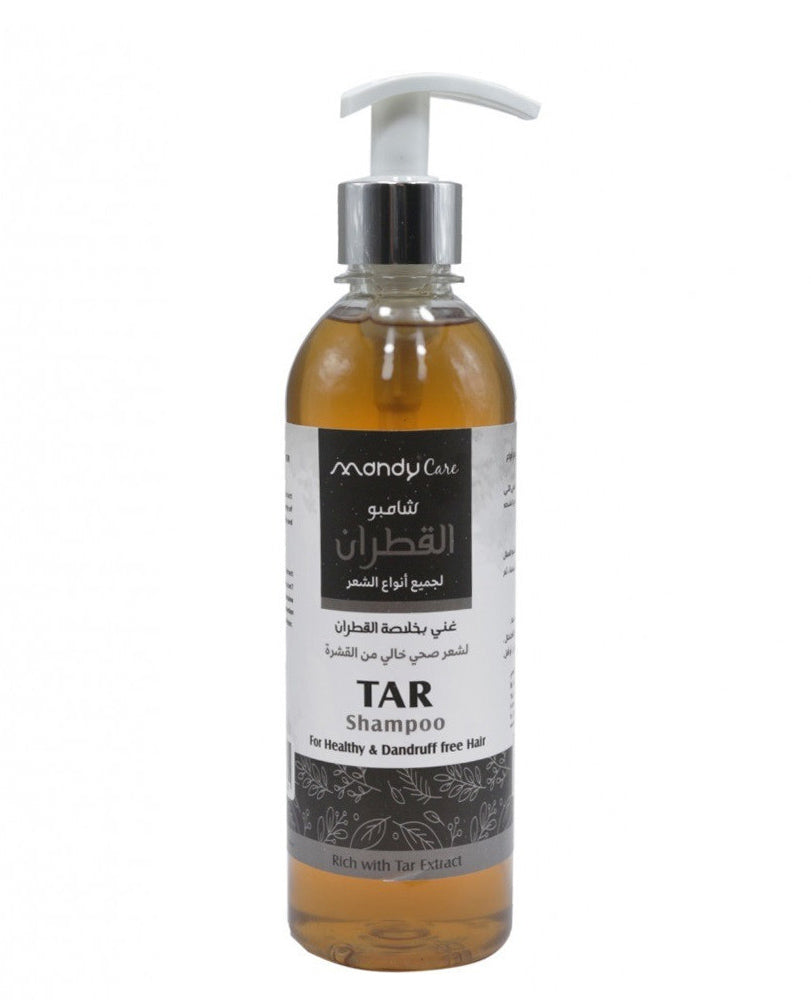 Mandy Care
شامبو
القطران
لجميع أنواع الشعر
غني بخلاصة القطران
لشعر صحي خالي من القشرة
TAR
Shampoo
For Healthy & Dandruff free Hair
Rich with Tar Extract